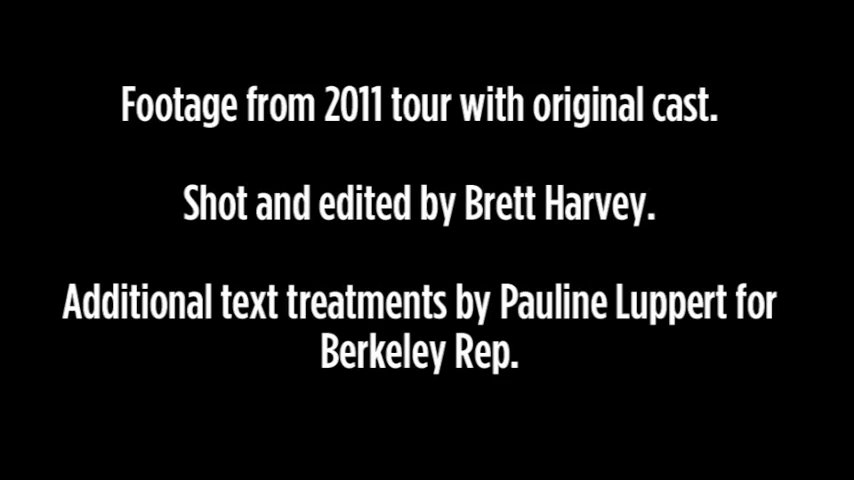 Footage from 2011 tour with original cast.
Shot and edited by Brett Harvey.
Additional text treatments by Pauline Luppert for
Berkeley Rep.